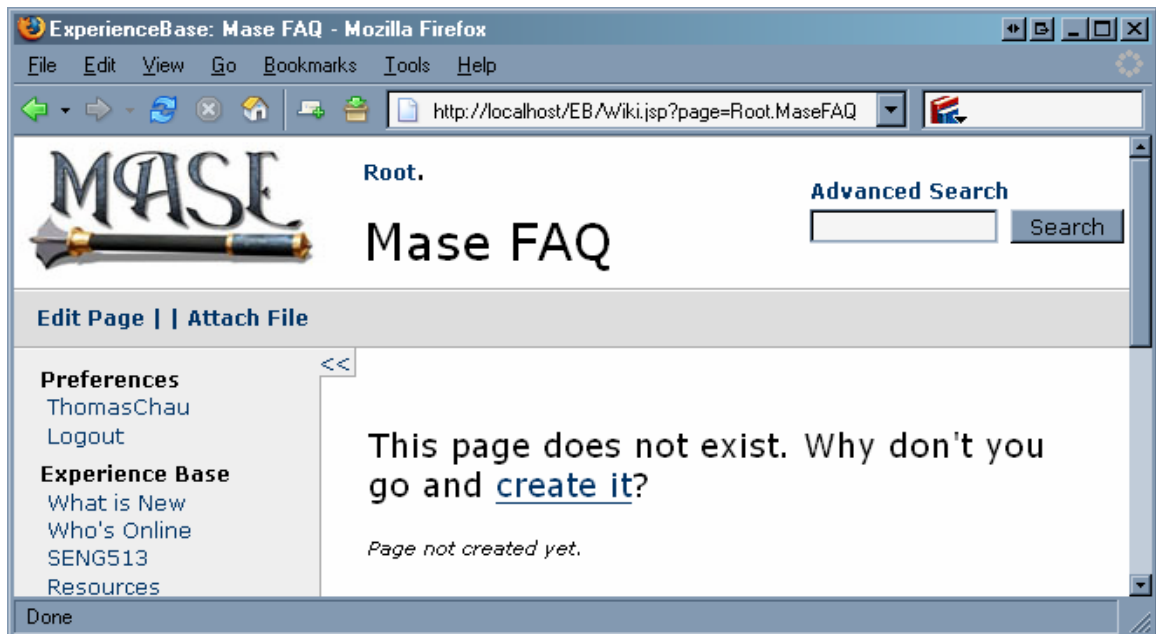 ExperienceBase: Mase FAQ - Mozilla Firefox
File Edit View Go Bookmarks Tools Help
http://localhost/EB/Wiki.jsp?page=Root.MaseFAQ
MASE
Root.
Mase FAQ
Advanced Search
Search
Edit Page | | Attach File
<<
Preferences
ThomasChau
Logout
Experience Base
What is New
Who's Online
SENG513
Resources
This page does not exist. Why don't you
go and create it?
Page not created yet.
Done